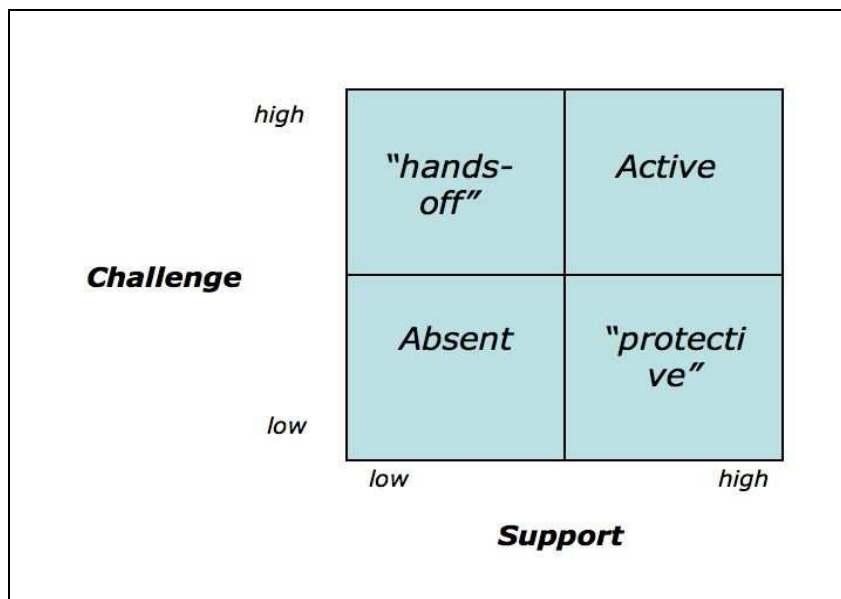 high
“hands-
off”
Active
Challenge
Absent
“protecti
ve”
low
low
high
Support